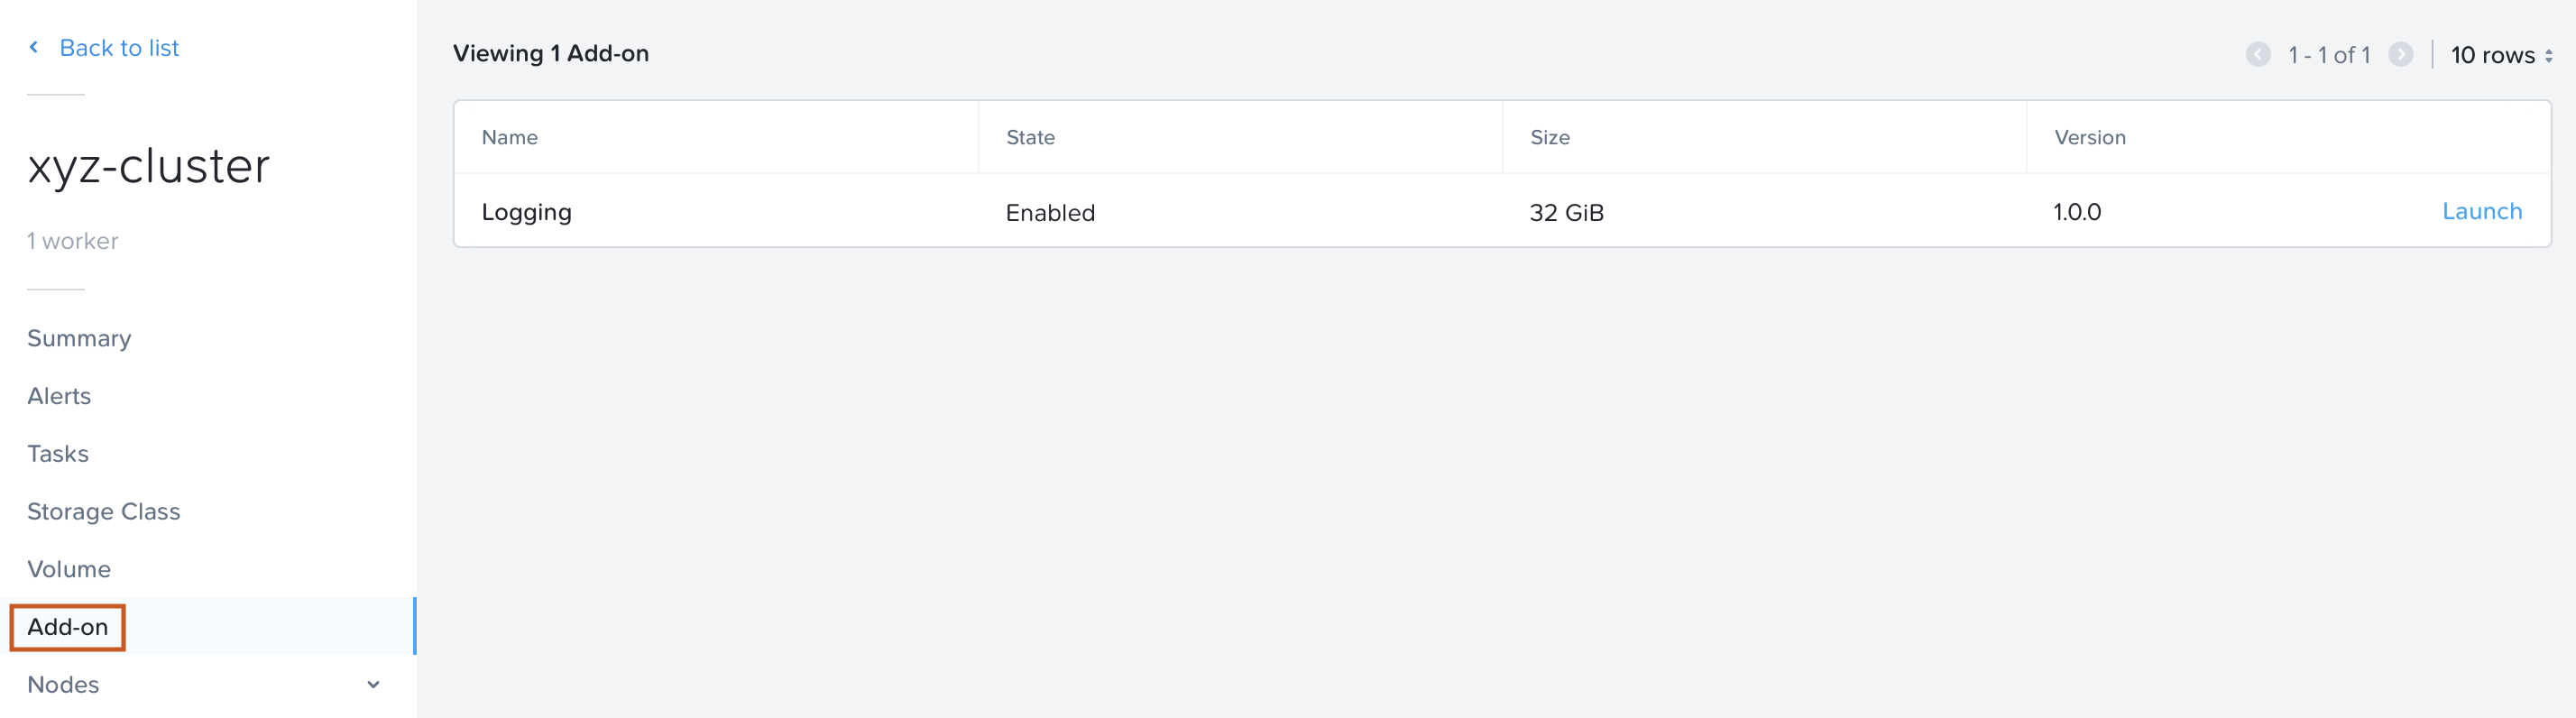 Back to list
xyz-cluster
1 worker
Summary
Alerts
Tasks
Storage Class
Volume
Add-on
Nodes
Viewing 1 Add-on
1 - 1 of 1
10 rows
Name State Size Version
Logging Enabled 32 GiB 1.0.0 Launch